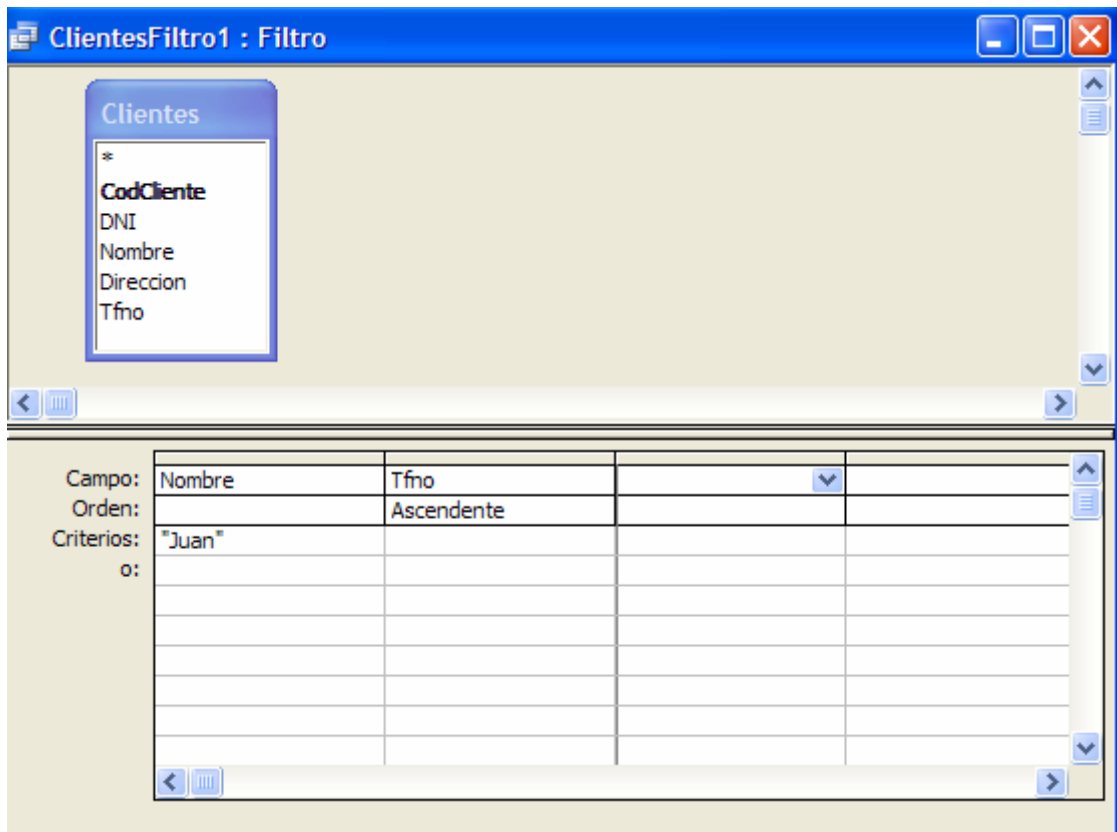 ClientesFiltro1 : Filtro
Clientes
*
CodCliente
DNI
Nombre
Direccion
Tfno
Campo: Nombre Tfno
Orden: Ascendente
Criterios: "Juan"
o: